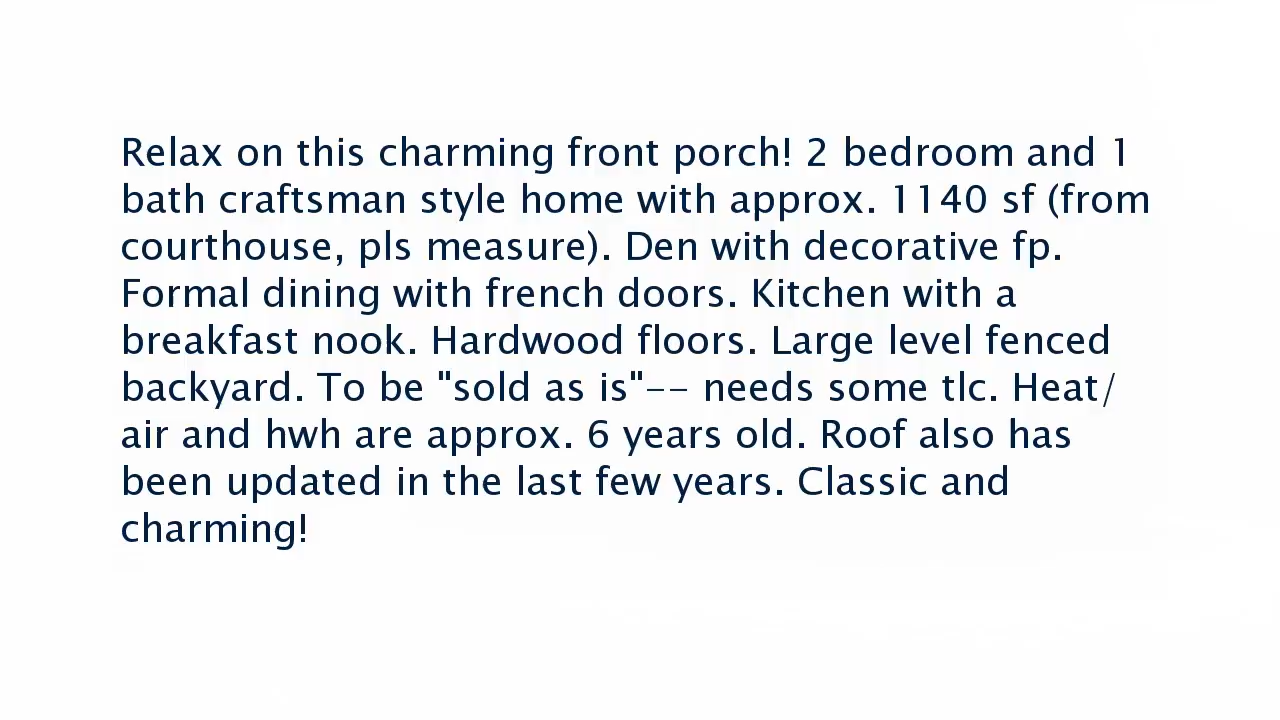 Relax on this charming front porch! 2 bedroom and 1
bath craftsman style home with approx. 1140 sf (from
courthouse, pls measure). Den with decorative fp.
Formal dining with french doors. Kitchen with a
breakfast nook. Hardwood floors. Large level fenced
backyard. To be "sold as is"-- needs some tlc. Heat/
air and hwh are approx. 6 years old. Roof also has
been updated in the last few years. Classic and
charming!